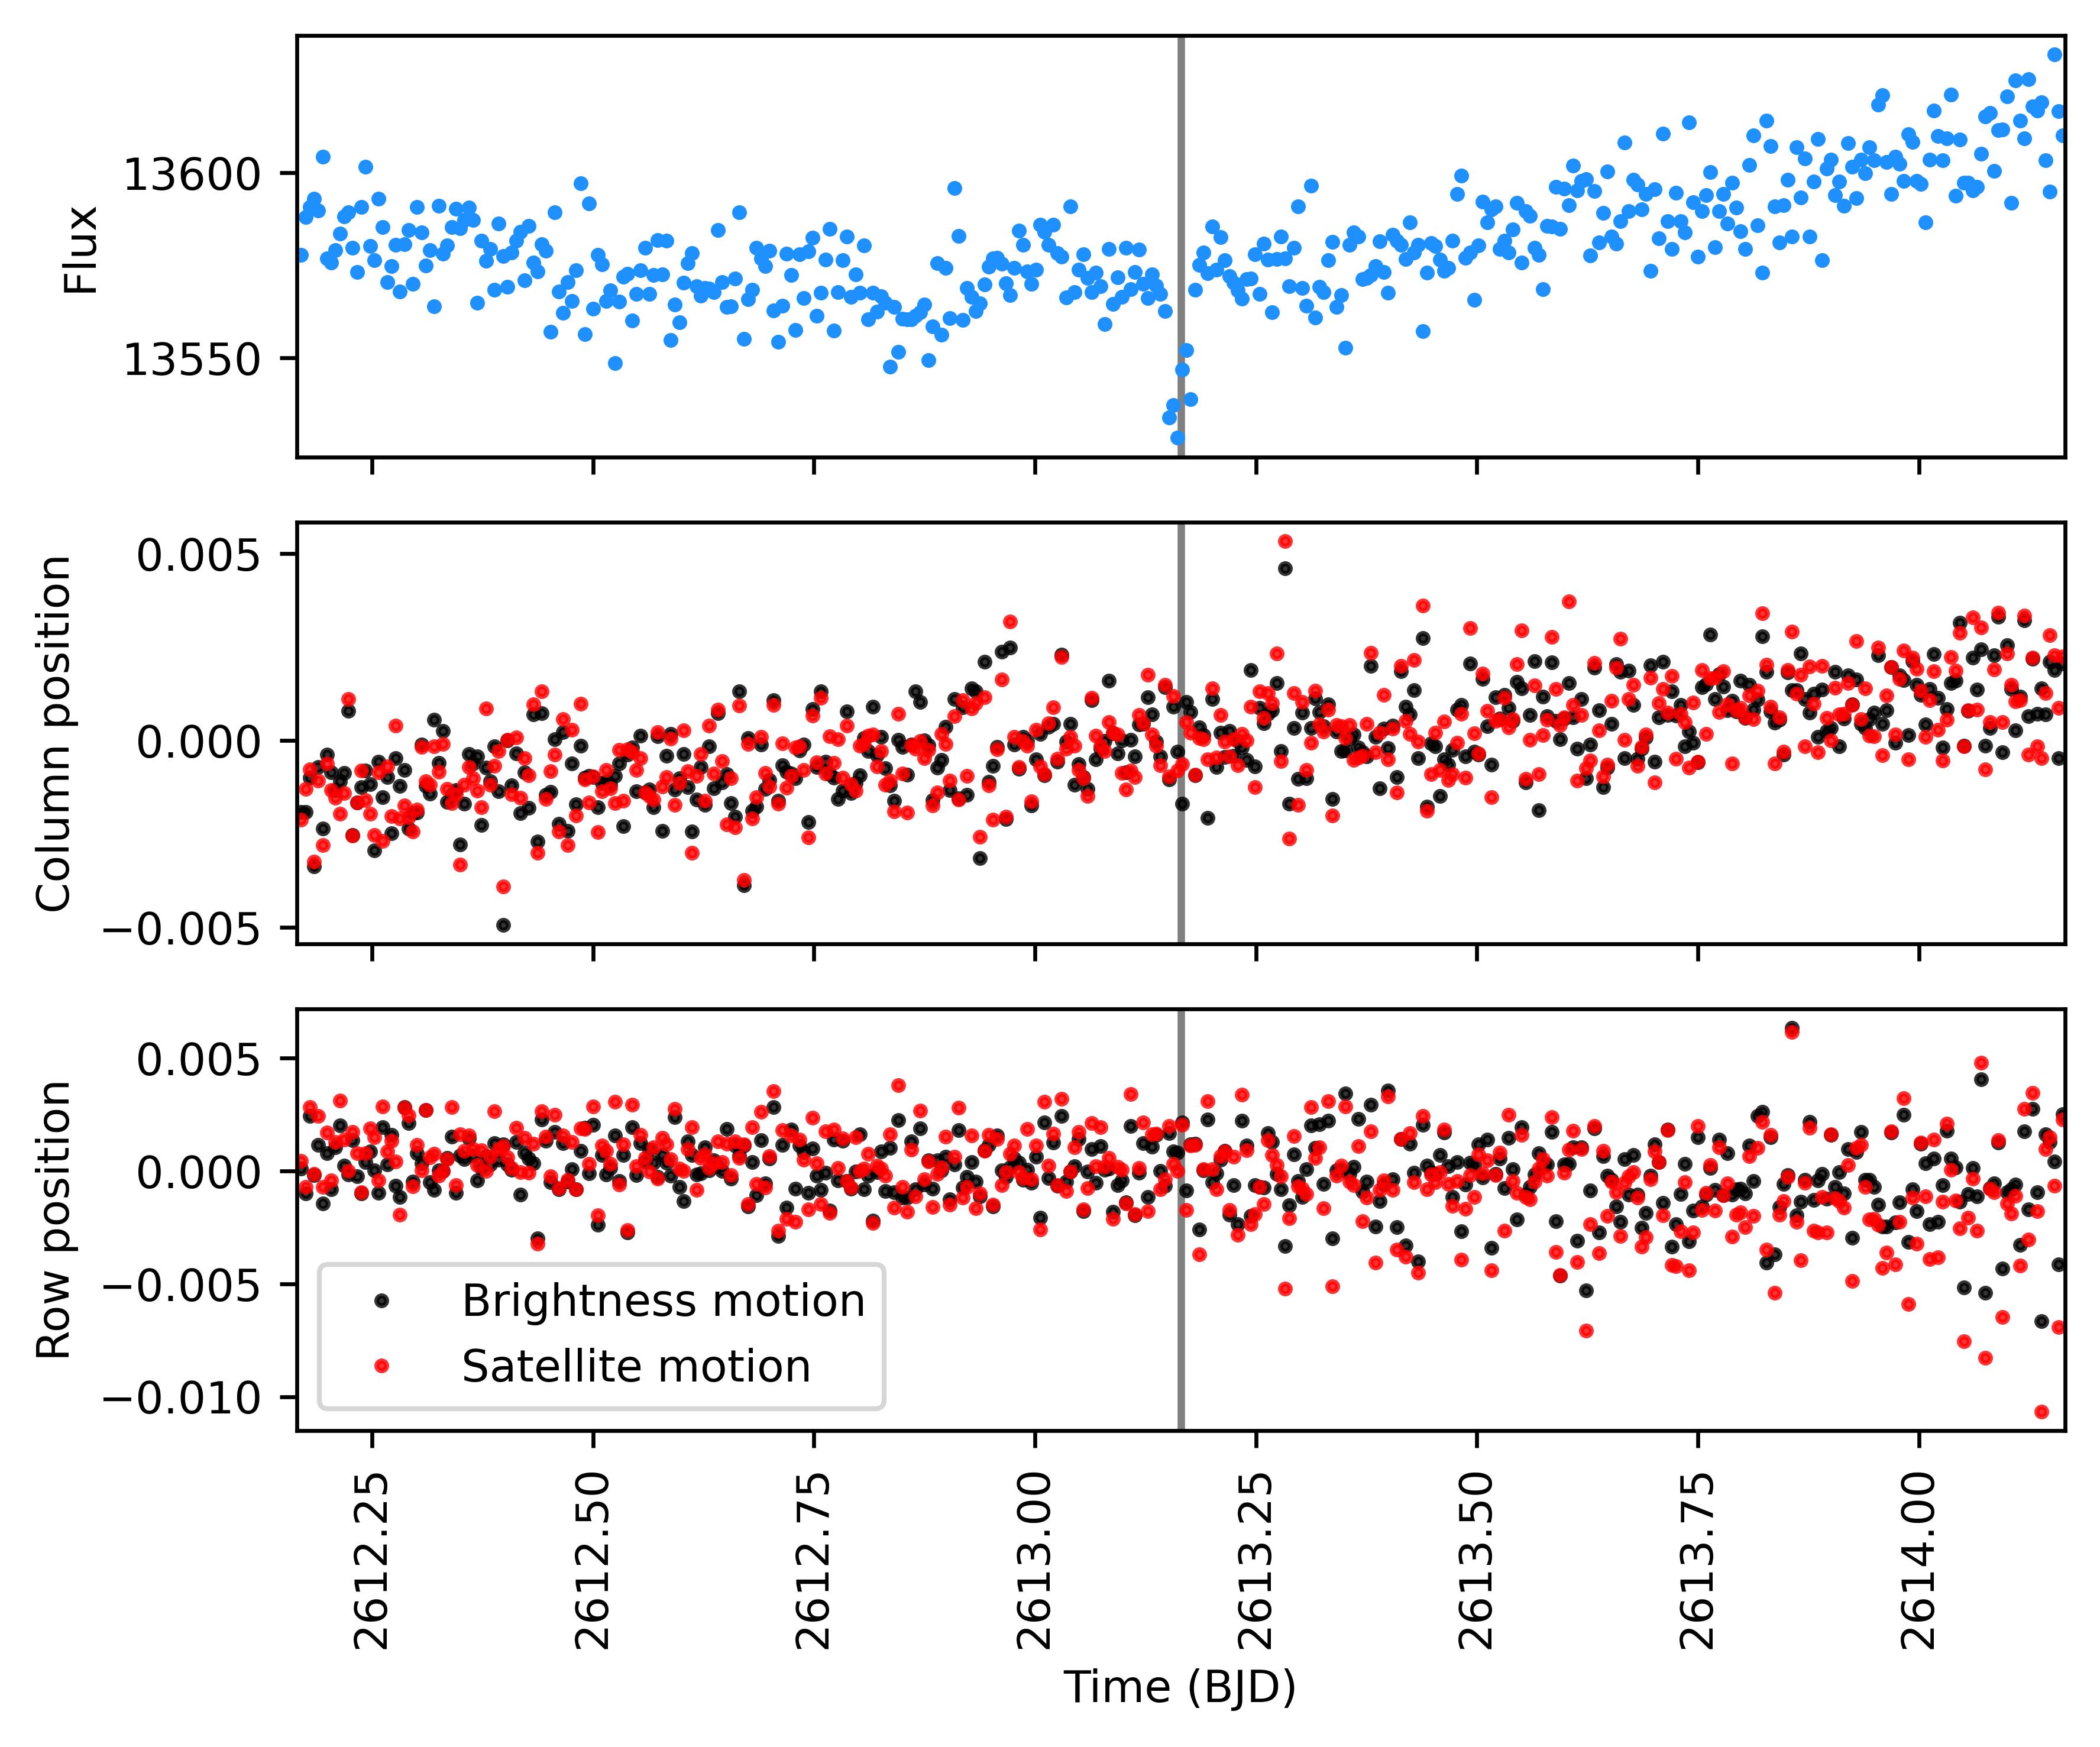 Flux
13600
13550
Column position
0.005
0.000
−0.005
Row position
0.005
0.000
−0.005
−0.010
Brightness motion
Satellite motion
2612.25
2612.50
2612.75
2613.00
2613.25
2613.50
2613.75
2614.00
Time (BJD)